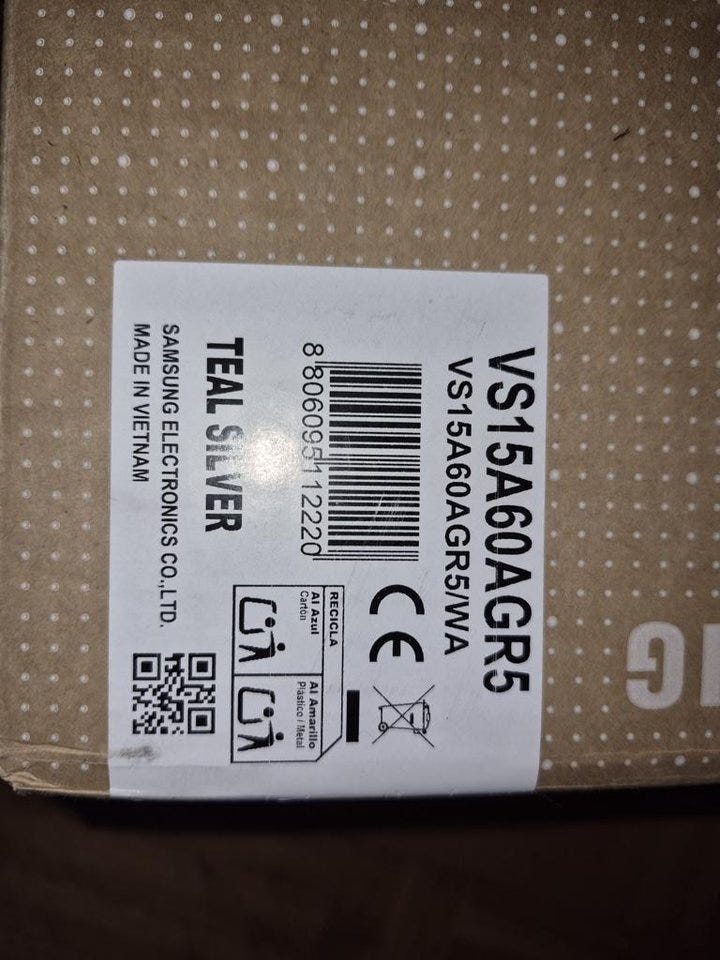 VS15A60AGR5
VS15A60AGR5/WA
8 806095 112220
CE
RECICLA
Al Azul
Cartón
Al Amarillo
Plástico / Metal
TEAL SILVER
SAMSUNG ELECTRONICS CO.,LTD.
MADE IN VIETNAM
G